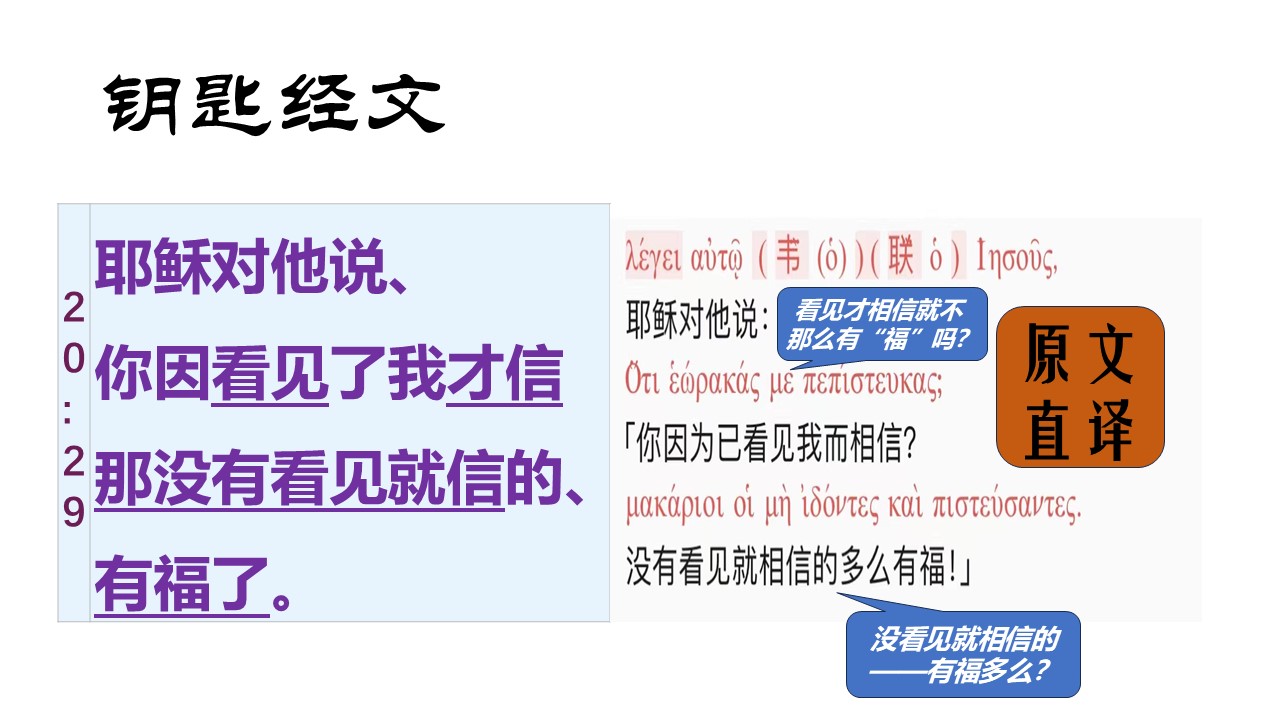 钥匙经文
20:29
耶稣对他说、
你因看见了我才信
那没有看见就信的、
有福了。
λέγει αὐτῷ (韦(ὁ))(联 ὁ) Ἰησοῦς,
耶稣对他说：
看见才相信就不
那么有“福”吗？
Ὅτι ἑώρακάς με πεπίστευκας;
「你因为已看见我而相信？
μακάριοι οἱ μὴ ἰδόντες καὶ πιστεύσαντες.
没有看见就相信的多么有福！」
原文
直译
没看见就相信的
——有福多么？